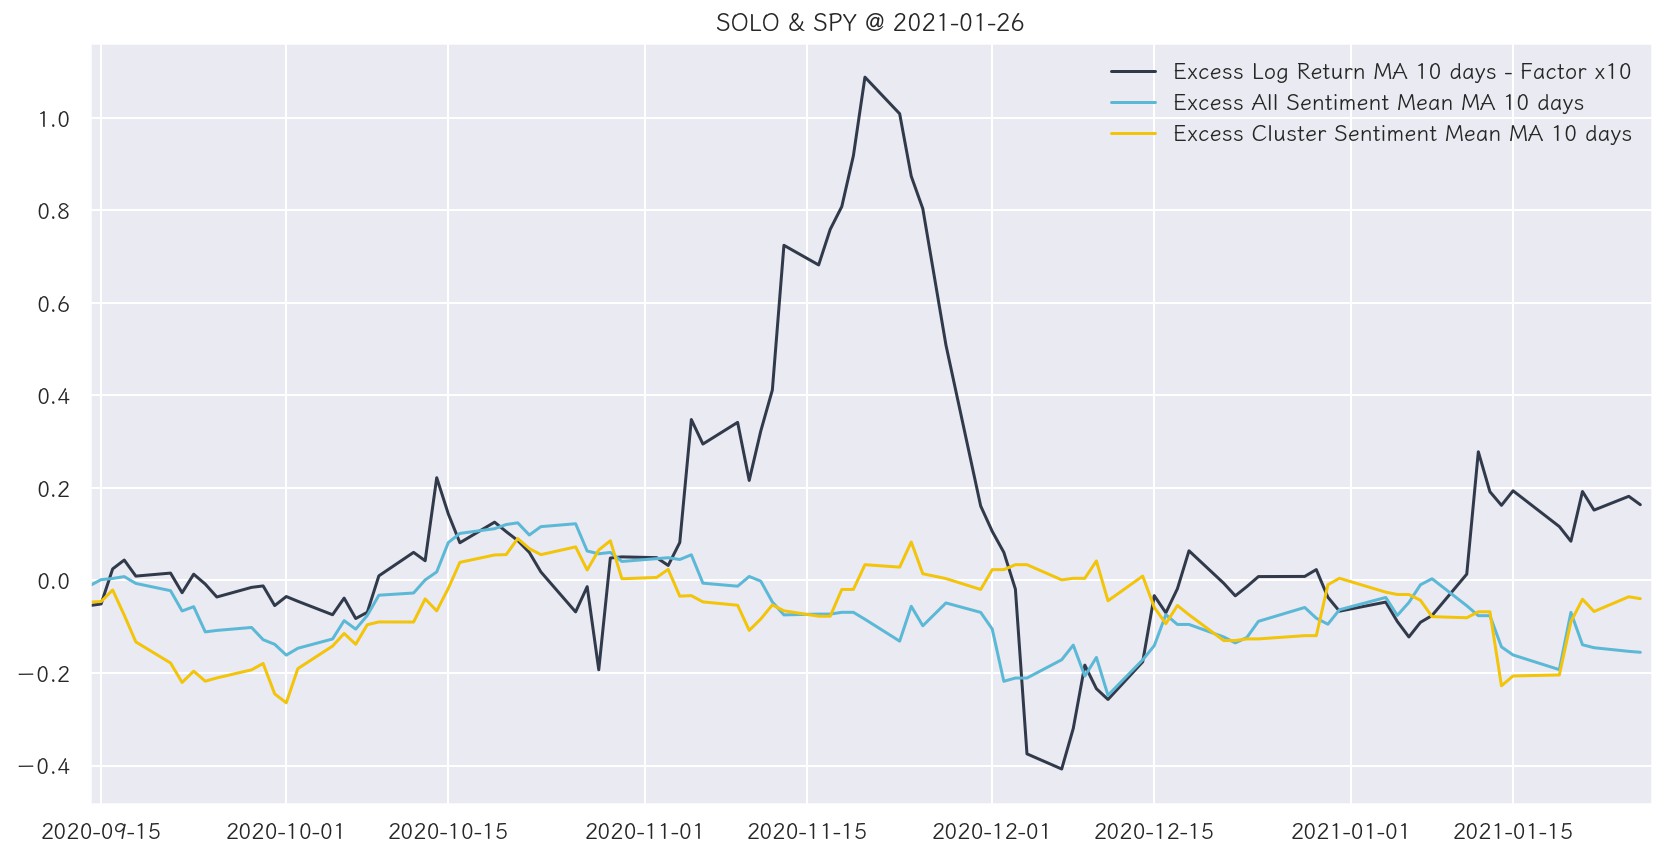 SOLO & SPY @ 2021-01-26
Excess Log Return MA 10 days - Factor x10
Excess All Sentiment Mean MA 10 days
Excess Cluster Sentiment Mean MA 10 days
1.0
0.8
0.6
0.4
0.2
0.0
−0.2
−0.4
2020-09-15 2020-10-01 2020-10-15 2020-11-01 2020-11-15 2020-12-01 2020-12-15 2021-01-01 2021-01-15